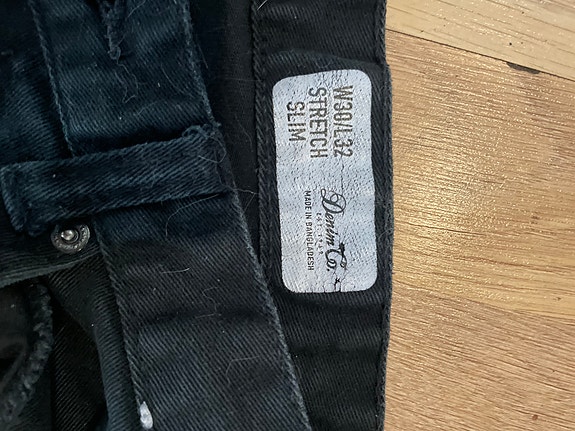 W30/L32
STRETCH
SLIM
Denim Co.
MADE IN BANGLADESH